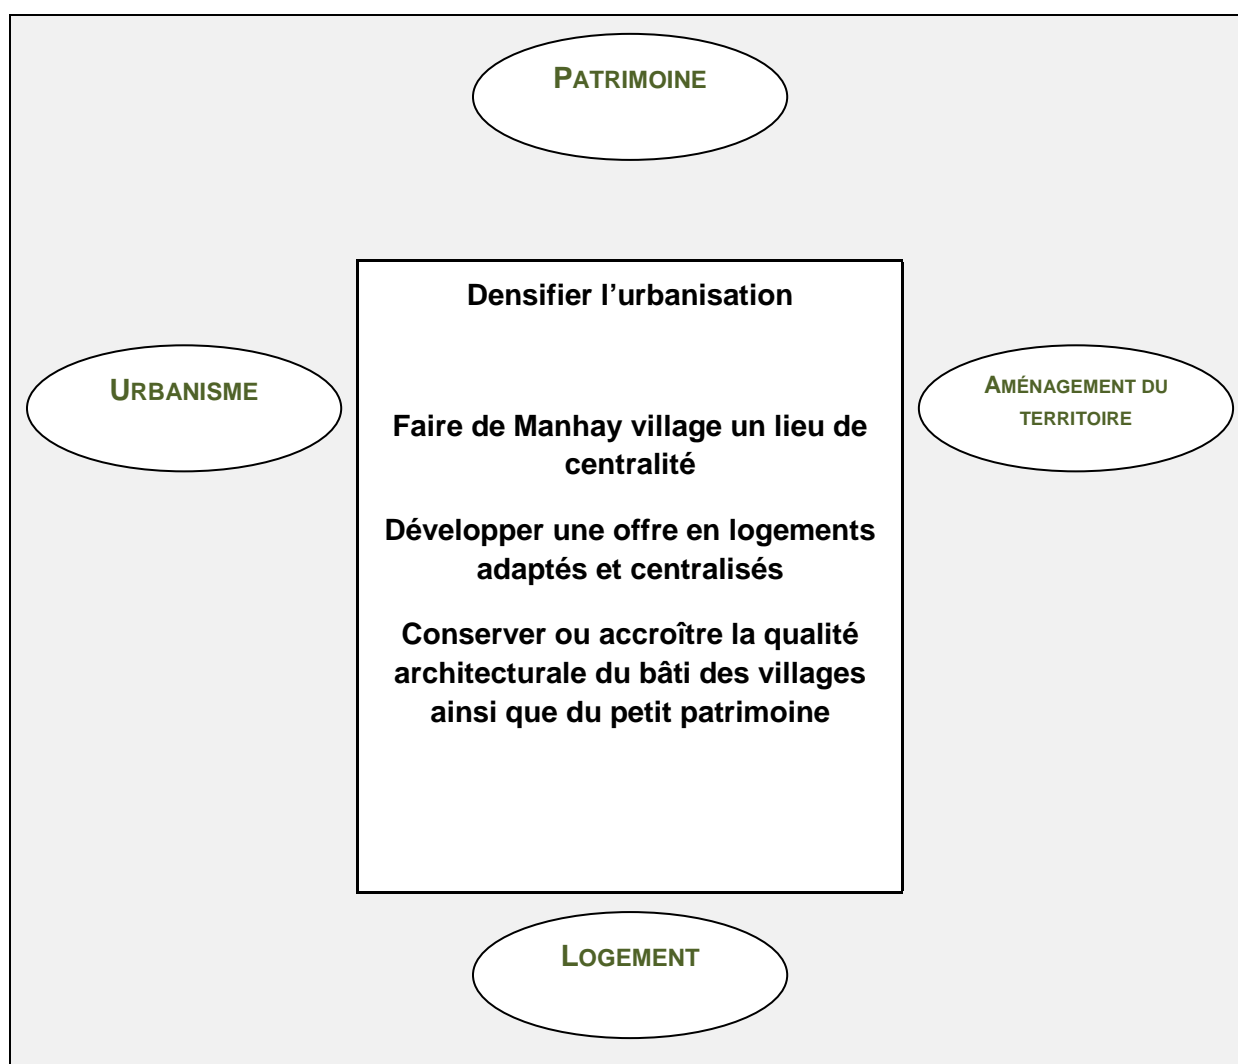 PATRIMOINE
Densifier l’urbanisation
URBANISME
AMÉNAGEMENT DU
TERRITOIRE
Faire de Manhay village un lieu de
centralité
Développer une offre en logements
adaptés et centralisés
Conserver ou accroître la qualité
architecturale du bâti des villages
ainsi que du petit patrimoine
LOGEMENT